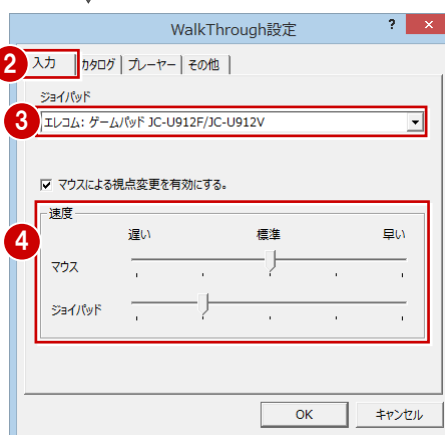 WalkThrough設定 ? ×
2 入力 カタログ プレーヤー その他
ジョイパッド
3 エレコム: ゲームパッド JC-U912F/JC-U912V
マウスによる視点変更を有効にする。
速度
4 遅い 標準 早い
マウス
ジョイパッド
OK キャンセル